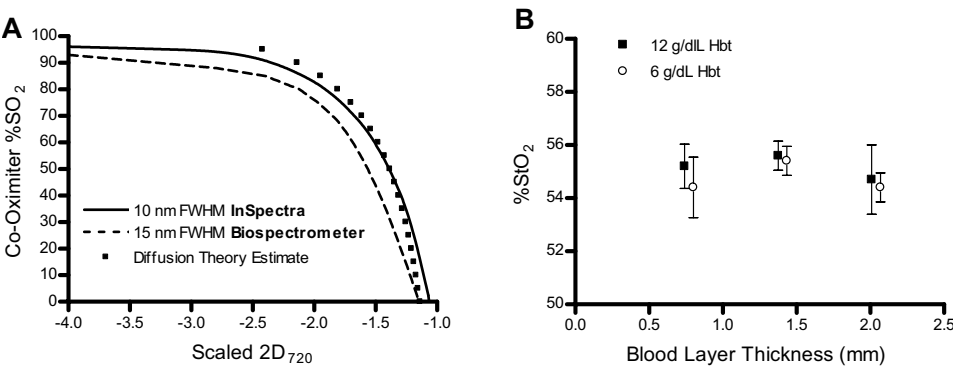 A
B
100
90
80
70
60
50
40
30
20
10
0
Co-Oximiter %SO2
10 nm FWHM InSpectra
15 nm FWHM Biospectrometer
Diffusion Theory Estimate
-4.0 -3.5 -3.0 -2.5 -2.0 -1.5 -1.0
Scaled 2D720
60
58
56
54
52
50
%StO2
12 g/dlL Hbt
6 g/dL Hbt
0.0 0.5 1.0 1.5 2.0 2.5
Blood Layer Thickness (mm)